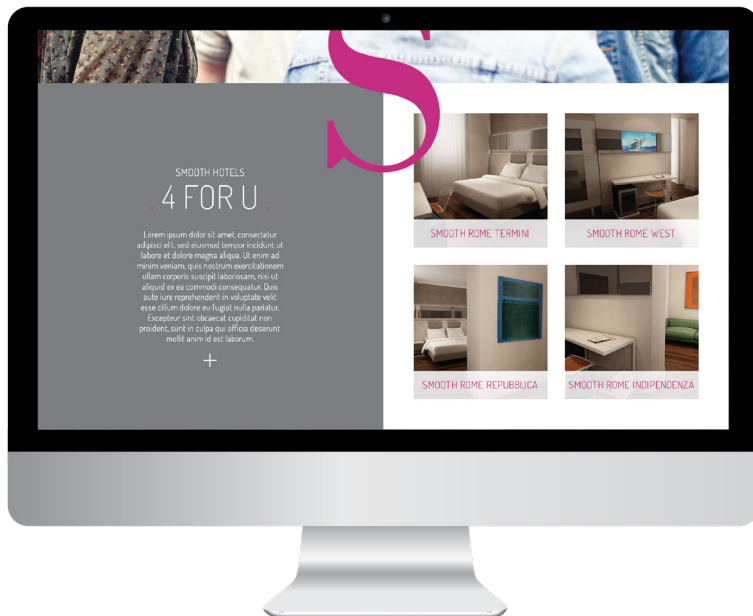 S
SMOOTH HOTELS
4 FOR U
Lorem ipsum dolor sit amet, consectetur
adipisci elit, sed eiusmod tempor incidunt ut
labore et dolore magna aliqua. Ut enim ad
minim veniam, quis nostrum exercitationem
ullam corporis suscipit laboriosam, nisi ut
aliquid ex ea commodi consequatur. Duis
aute iure reprehenderit in voluptate velit
esse cillum dolore eu fugiat nulla pariatur.
Excepteur sint obcaecat cupiditat non
proident, sunt in culpa qui officia deserunt
mollit anim id est laborum.
+
SMOOTH ROME TERMINI
SMOOTH ROME WEST
SMOOTH ROME REPUBBLICA
SMOOTH ROME INDIPENDENZA